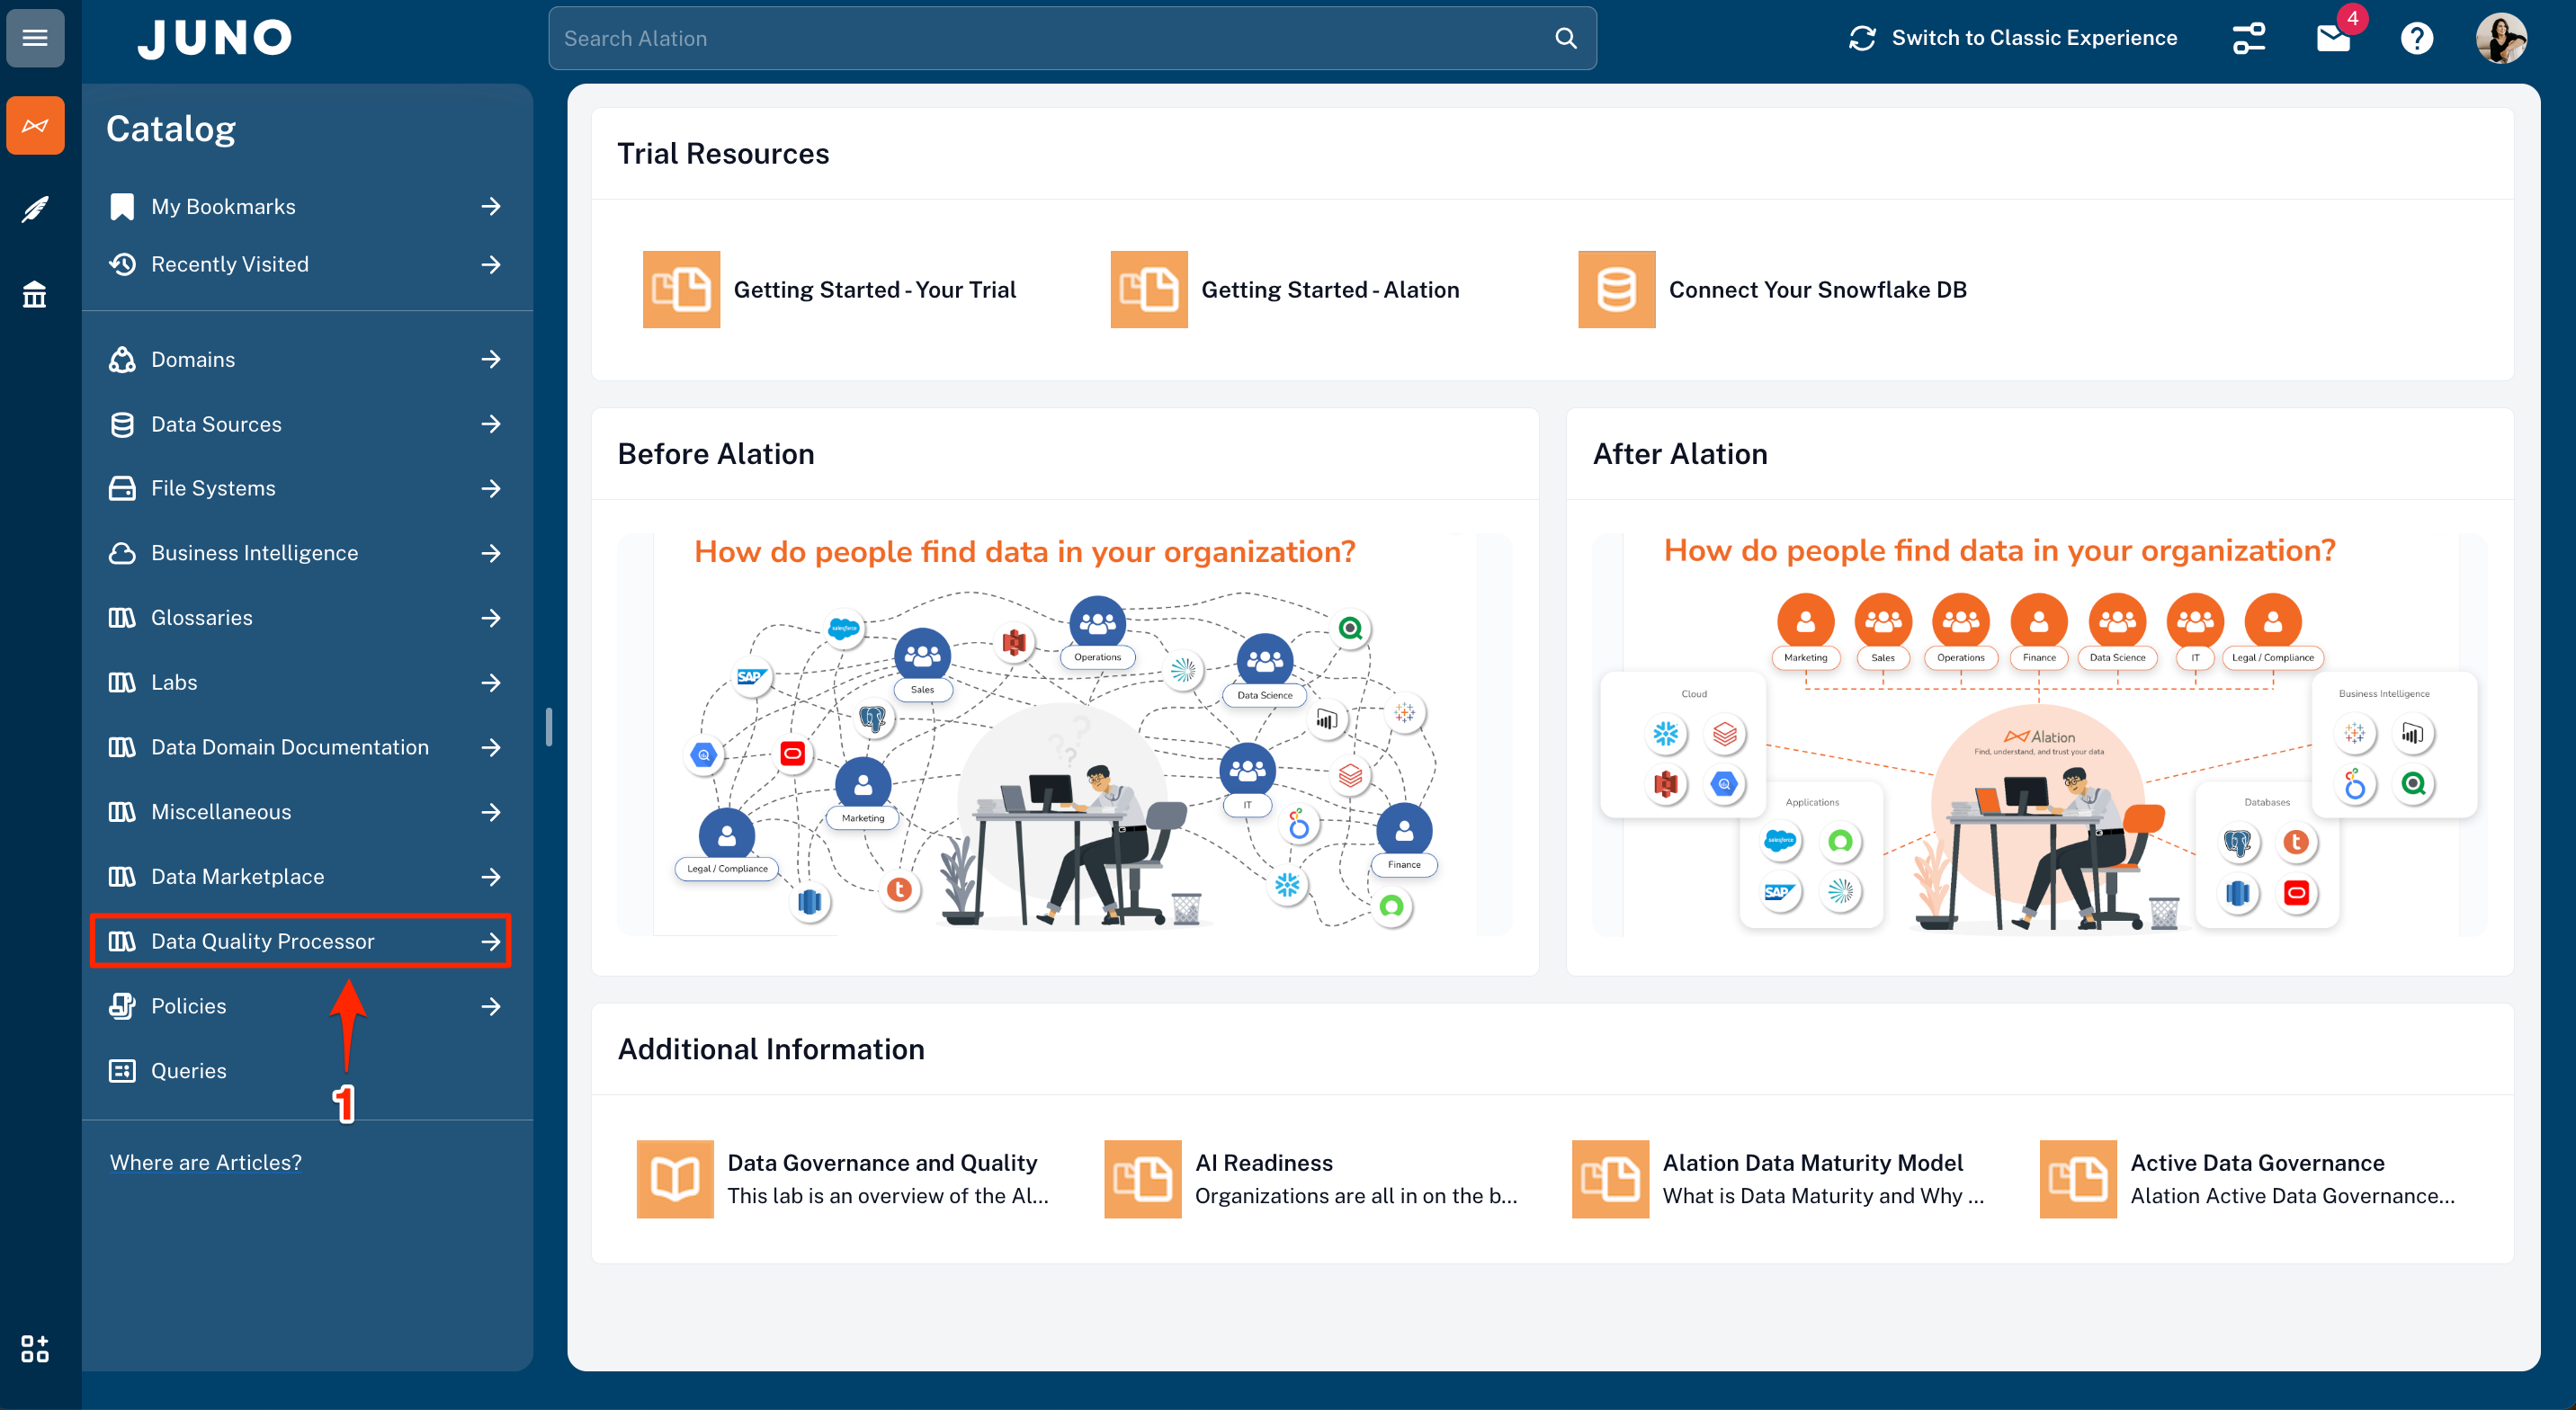 JUNO
Search Alation
Switch to Classic Experience
4
?
Catalog
My Bookmarks
Recently Visited
Domains
Data Sources
File Systems
Business Intelligence
Glossaries
Labs
Data Domain Documentation
Miscellaneous
Data Marketplace
Data Quality Processor
Policies
Queries
1
Where are Articles?
Trial Resources
Getting Started - Your Trial
Getting Started - Alation
Connect Your Snowflake DB
Before Alation
How do people find data in your organization?
salesforce
Operations
SAP
Sales
Data Science
???
IT
Marketing
Legal / Compliance
Finance
t
After Alation
How do people find data in your organization?
Marketing
Sales
Operations
Finance
Data Science
IT
Legal / Compliance
Cloud
Business Intelligence
Alation
Find, understand, and trust your data
Applications
Databases
salesforce
t
SAP
Additional Information
Data Governance and Quality
This lab is an overview of the Al...
AI Readiness
Organizations are all in on the b...
Alation Data Maturity Model
What is Data Maturity and Why ...
Active Data Governance
Alation Active Data Governance...